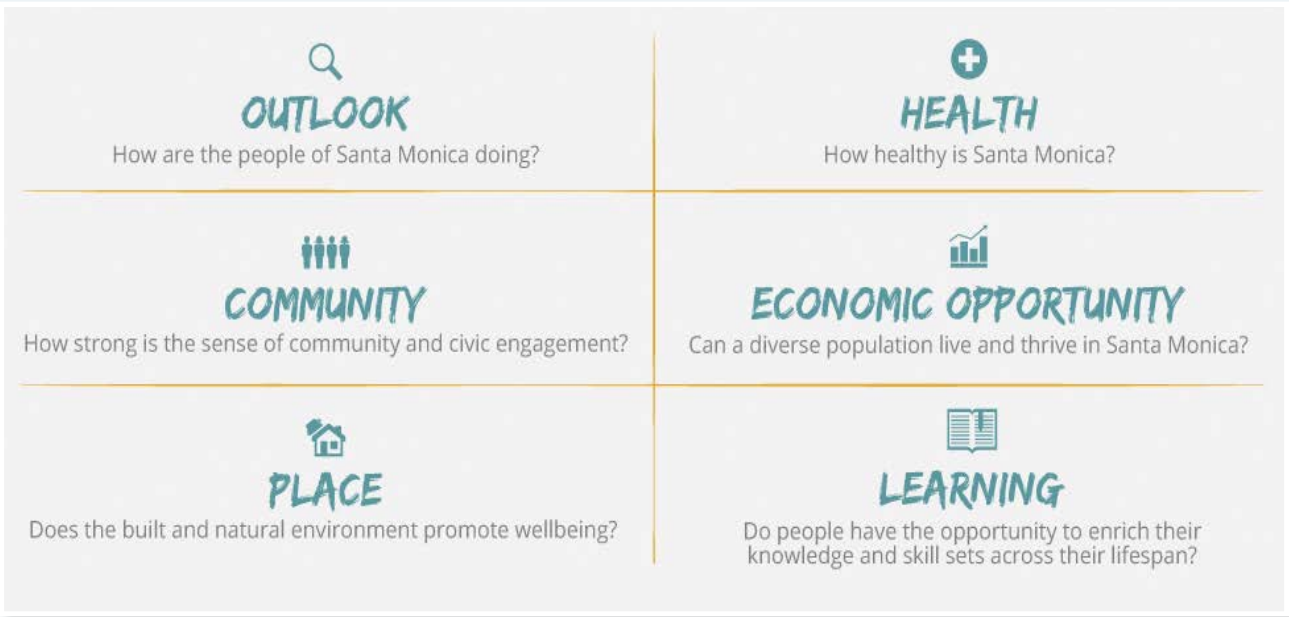 OUTLOOK
How are the people of Santa Monica doing?
HEALTH
How healthy is Santa Monica?
COMMUNITY
How strong is the sense of community and civic engagement?
ECONOMIC OPPORTUNITY
Can a diverse population live and thrive in Santa Monica?
PLACE
Does the built and natural environment promote wellbeing?
LEARNING
Do people have the opportunity to enrich their
knowledge and skill sets across their lifespan?